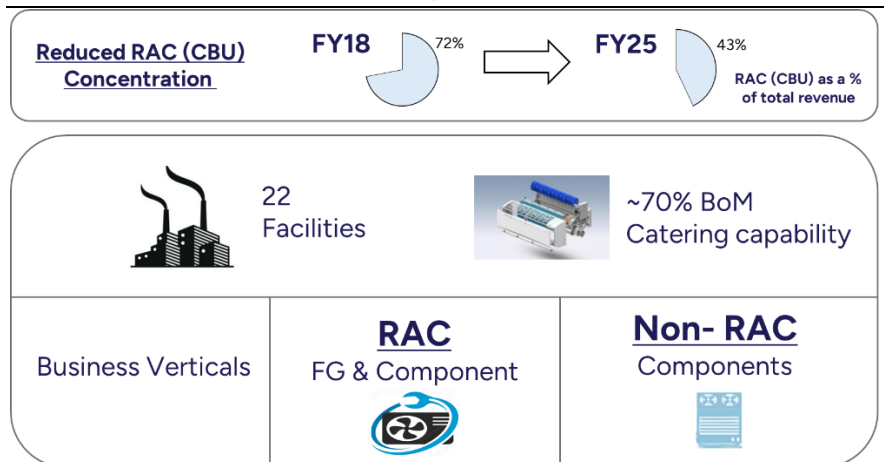 Reduced RAC (CBU)
Concentration
FY18
72%
FY25
43%
RAC (CBU) as a %
of total revenue
22
Facilities
~70% BoM
Catering capability
Business Verticals
RAC
FG & Component
Non- RAC
Components